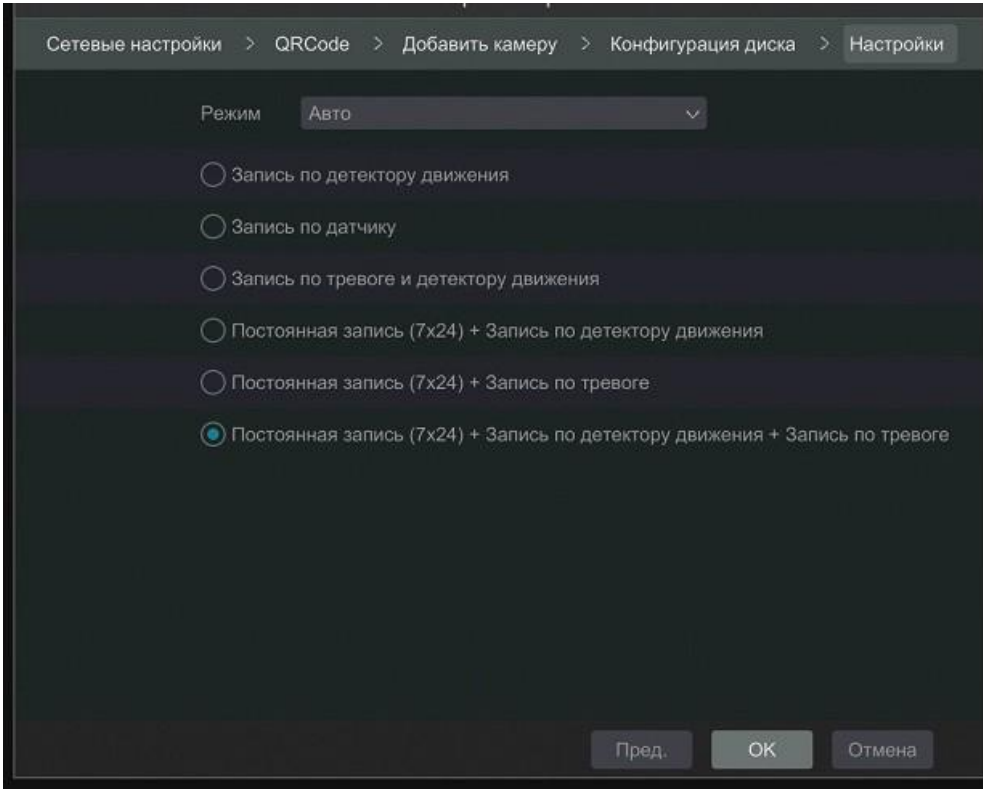 Сетевые настройки > QRCode > Добавить камеру > Конфигурация диска > Настройки
Режим Авто
Запись по детектору движения
Запись по датчику
Запись по тревоге и детектору движения
Постоянная запись (7x24) + Запись по детектору движения
Постоянная запись (7x24) + Запись по тревоге
Постоянная запись (7x24) + Запись по детектору движения + Запись по тревоге
Пред. OK Отмена